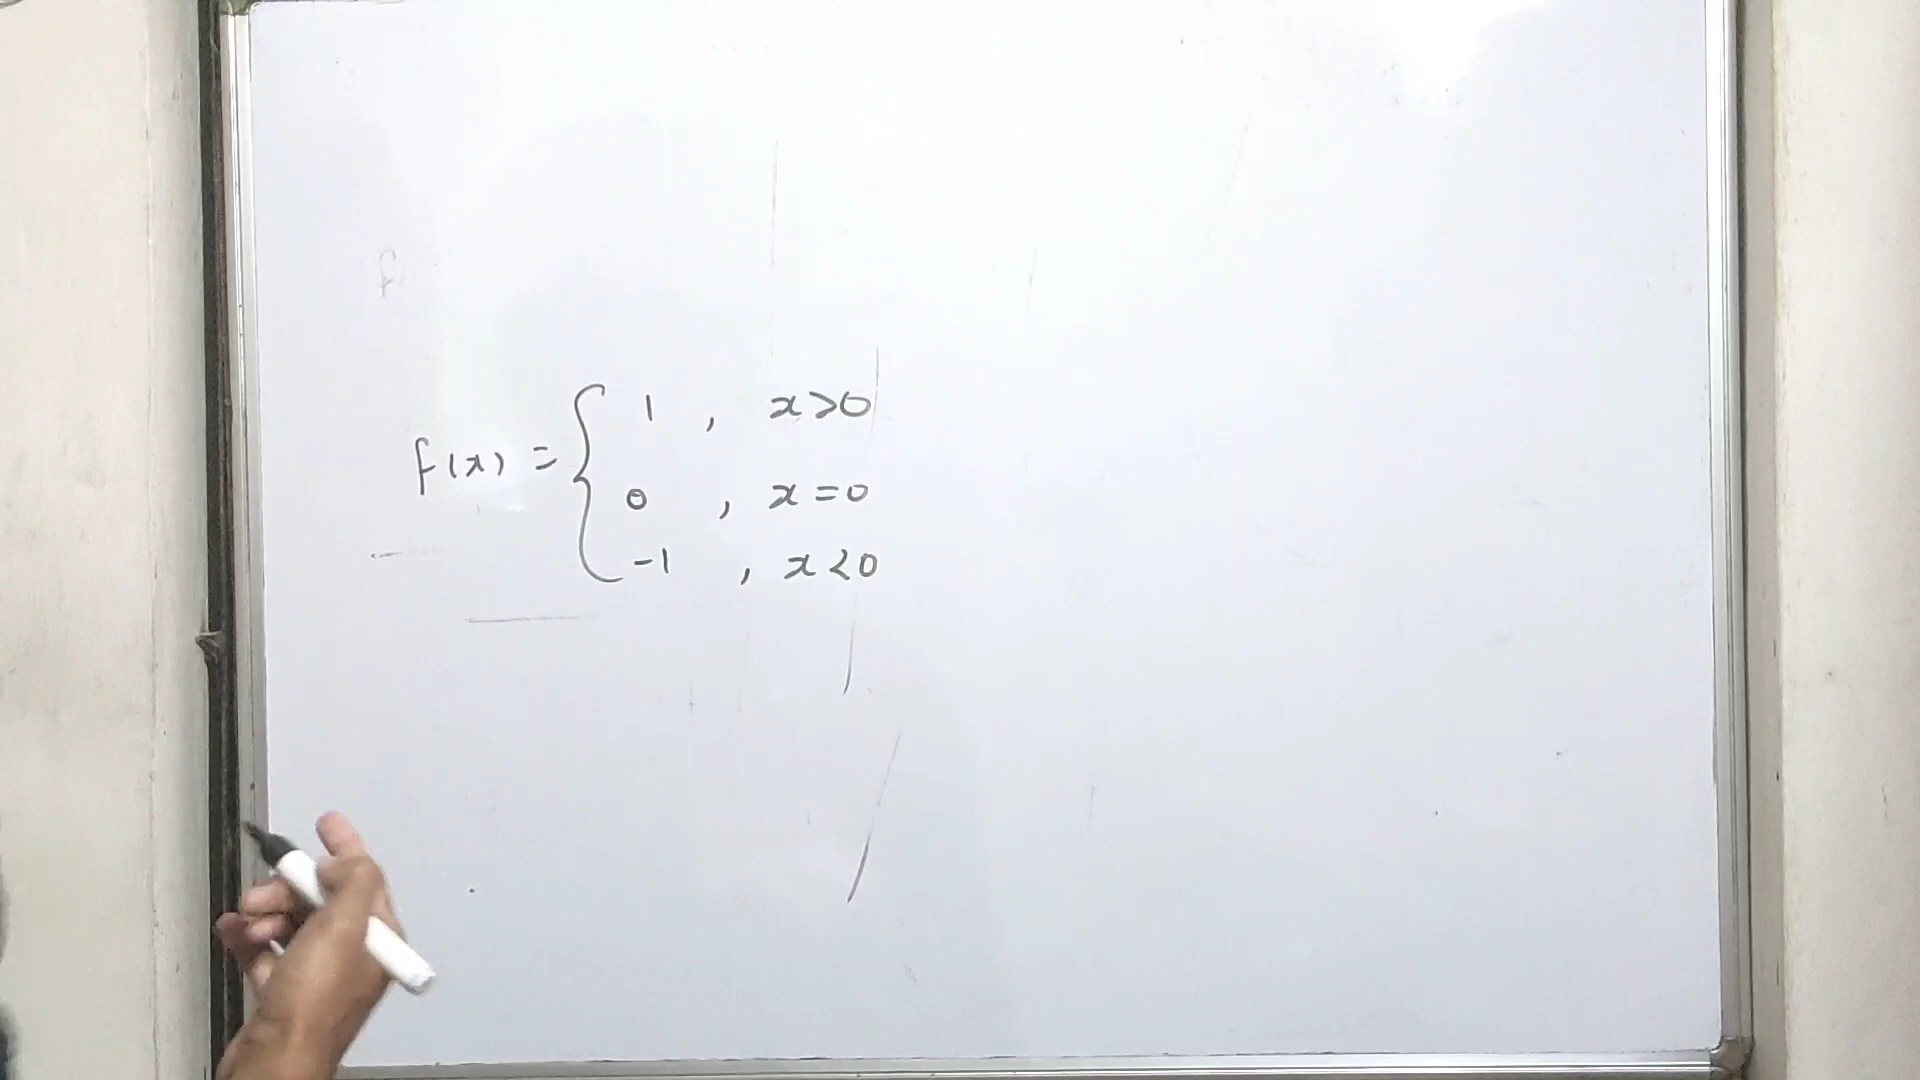 f(x) = { 1 , x>0
0 , x=0
-1 , x<0